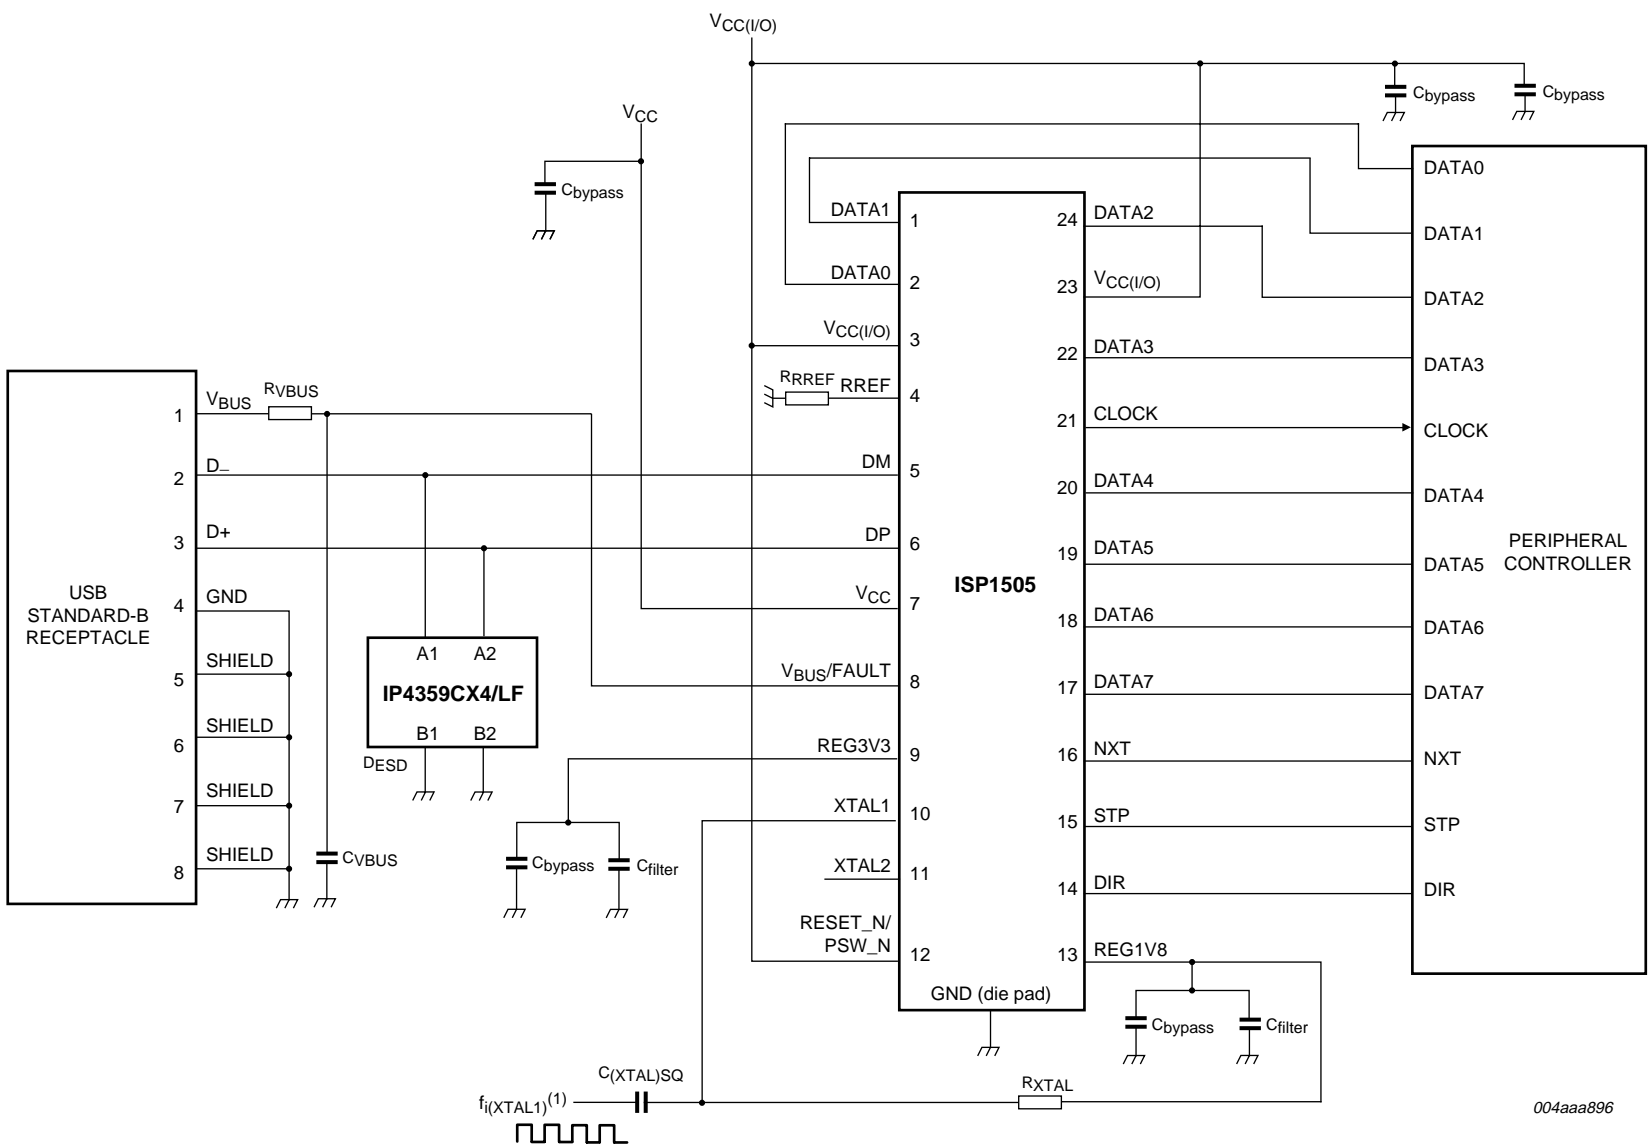 VCC(I/O)
Cbypass
Cbypass
VCC
Cbypass
USB
STANDARD-B
RECEPTACLE
1
VBUS
RVBUS
2
D–
3
D+
4
GND
5
SHIELD
6
SHIELD
7
SHIELD
8
SHIELD
CVBUS
A1
A2
IP4359CX4/LF
B1
B2
DESD
Cbypass
Cfilter
DATA1
1
DATA0
2
VCC(I/O)
3
RRREF
RREF
4
DM
5
DP
6
VCC
7
VBUS/FAULT
8
REG3V3
9
XTAL1
10
XTAL2
11
RESET_N/
PSW_N
12
ISP1505
GND (die pad)
24
DATA2
23
VCC(I/O)
22
DATA3
21
CLOCK
20
DATA4
19
DATA5
18
DATA6
17
DATA7
16
NXT
15
STP
14
DIR
13
REG1V8
Cbypass
Cfilter
DATA0
DATA1
DATA2
DATA3
CLOCK
DATA4
DATA5
DATA6
DATA7
NXT
STP
DIR
PERIPHERAL
CONTROLLER
C(XTAL)SQ
fi(XTAL1)(1)
RXTAL
004aaa896